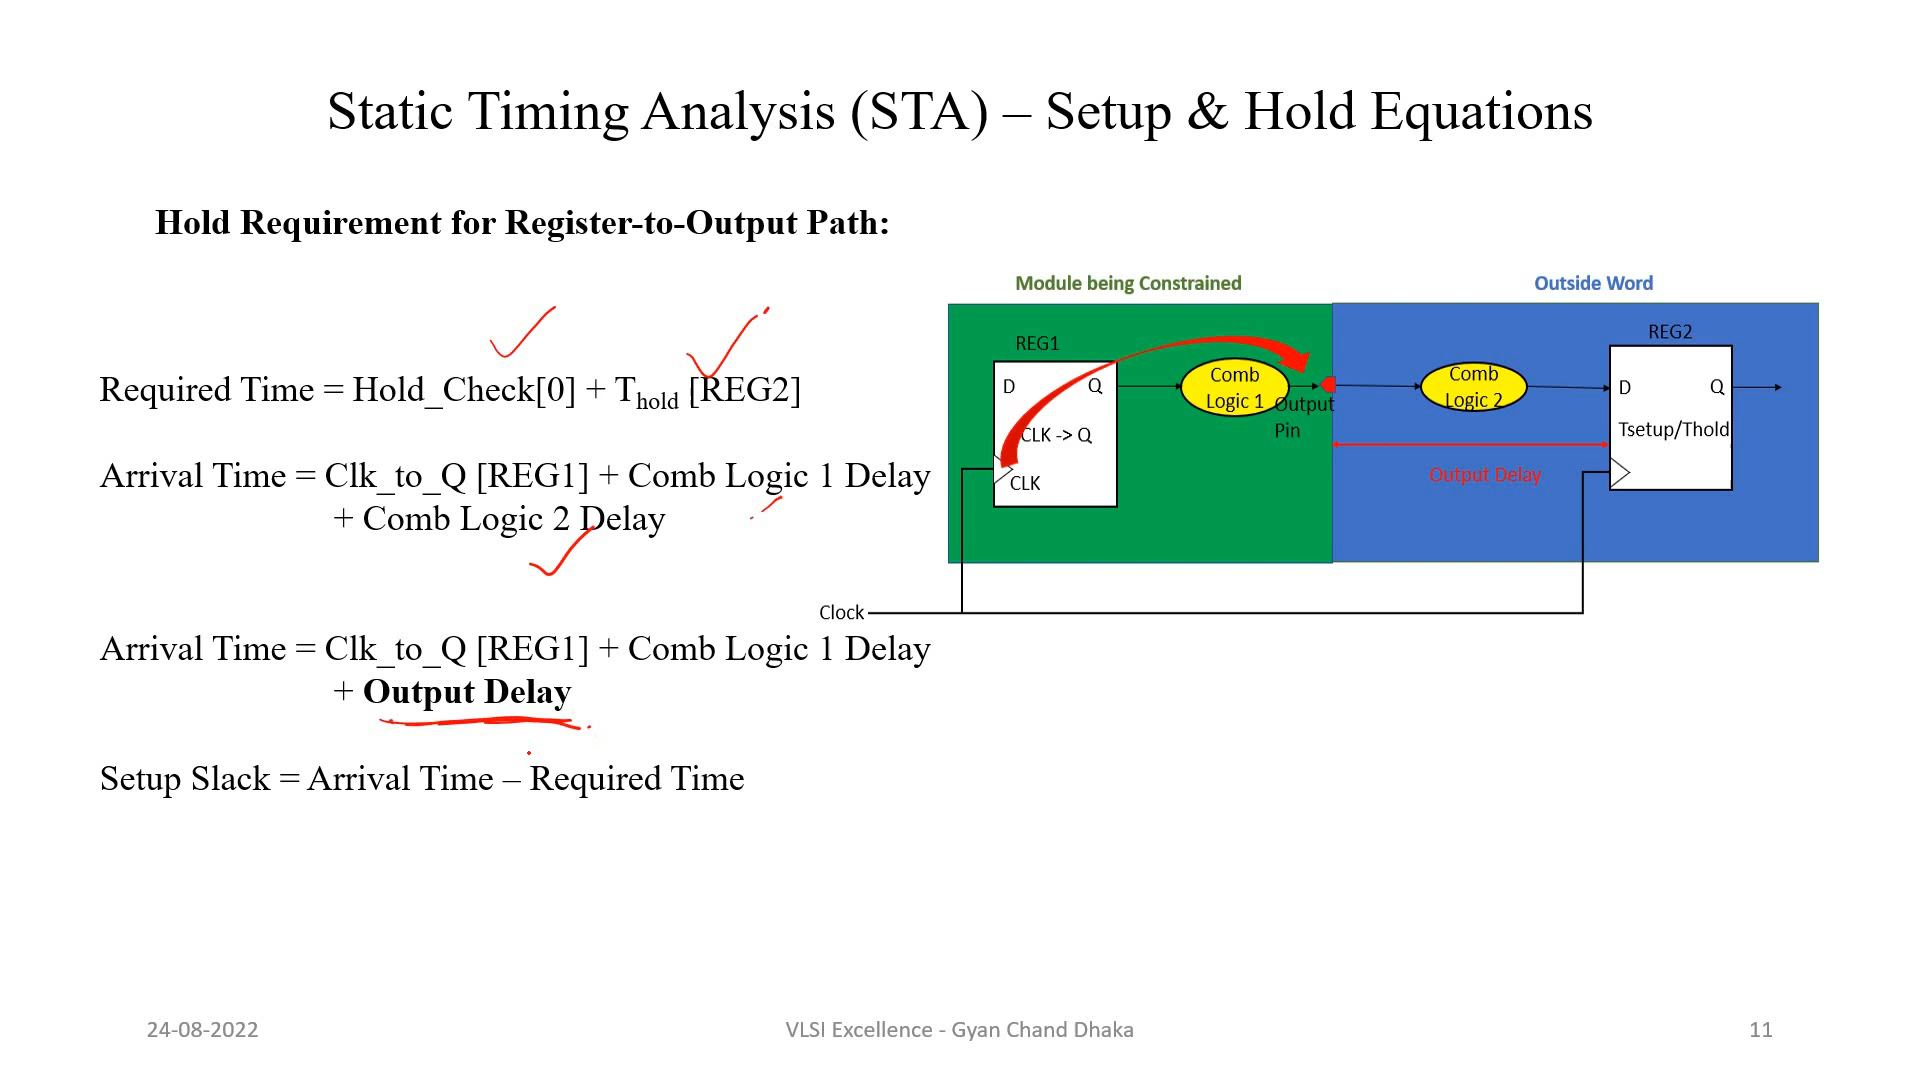 Static Timing Analysis (STA) – Setup & Hold Equations
Hold Requirement for Register-to-Output Path:
Required Time = Hold_Check[0] + Thold [REG2]
Arrival Time = Clk_to_Q [REG1] + Comb Logic 1 Delay
+ Comb Logic 2 Delay
Arrival Time = Clk_to_Q [REG1] + Comb Logic 1 Delay
+ Output Delay
Setup Slack = Arrival Time – Required Time
Module being Constrained
Outside Word
REG1
D
Q
CLK -> Q
CLK
Comb
Logic 1
Output
Pin
Comb
Logic 2
REG2
D
Q
Tsetup/Thold
Output Delay
Clock
24-08-2022
VLSI Excellence - Gyan Chand Dhaka
11